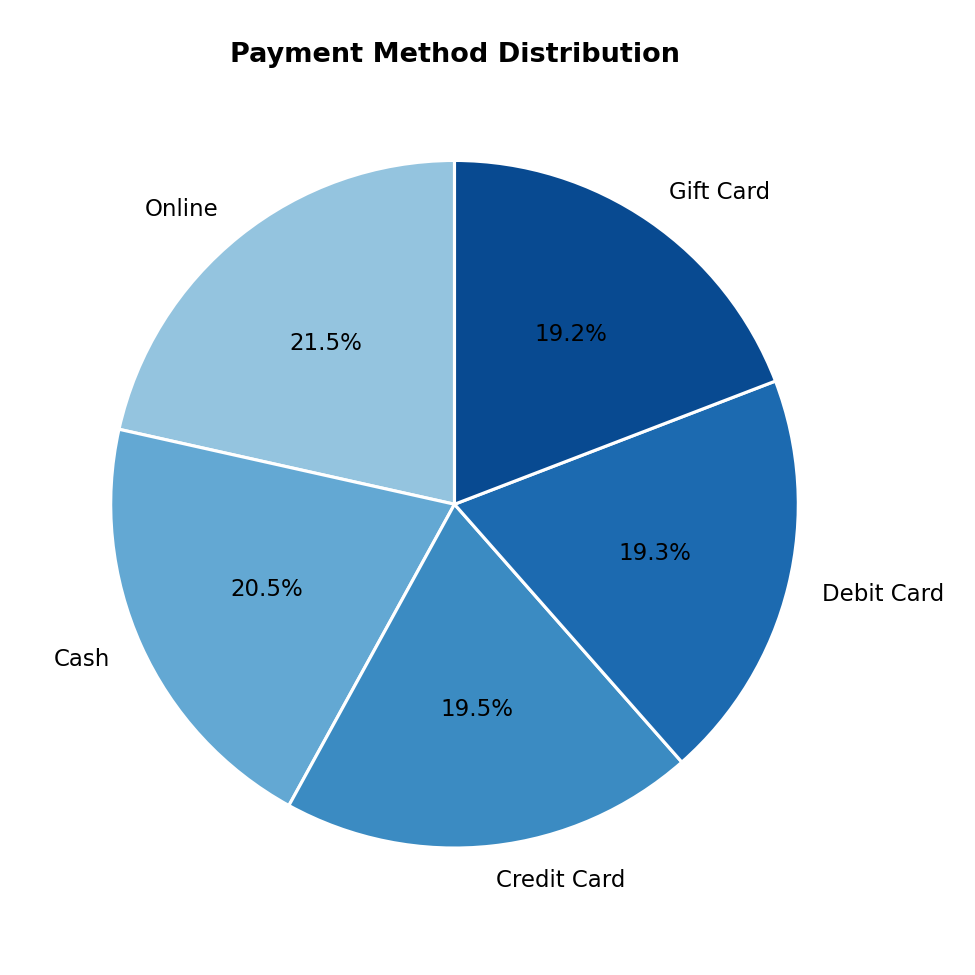 Payment Method Distribution
Gift Card
Online
19.2%
21.5%
19.3%
20.5%
Debit Card
Cash
19.5%
Credit Card